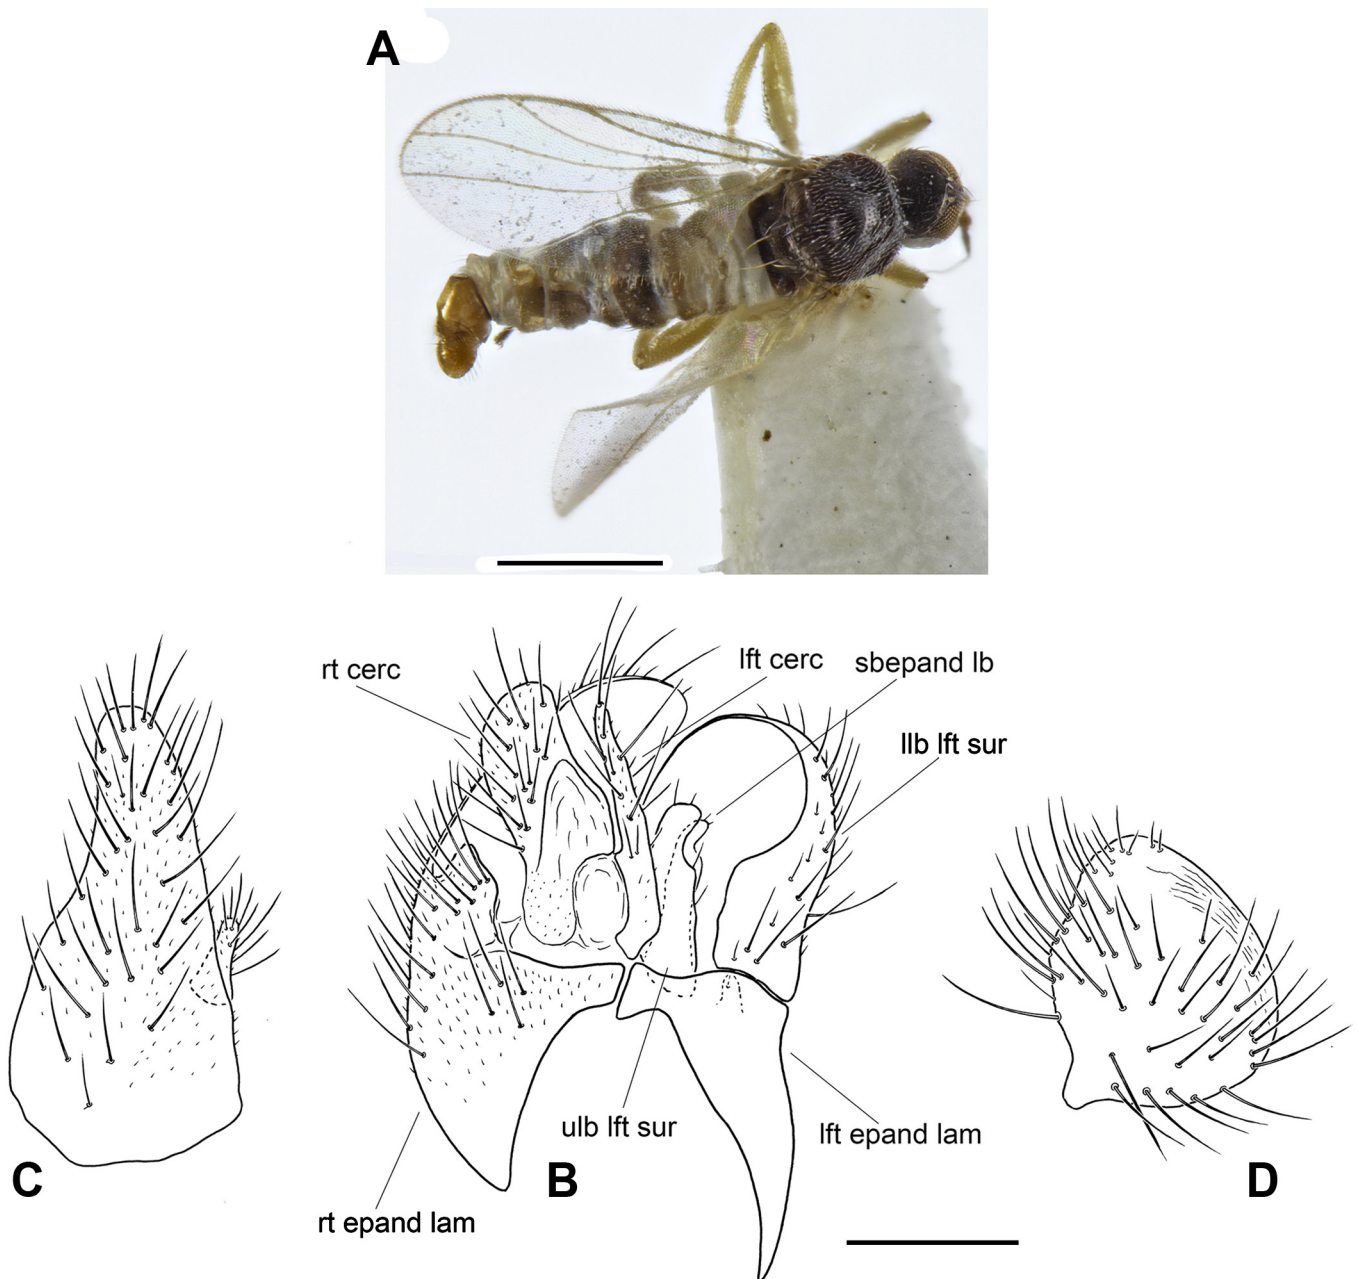 A
rt cerc
lft cerc
sbepand lb
llb lft sur
ulb lft sur
lft epand lam
rt epand lam
C
B
D